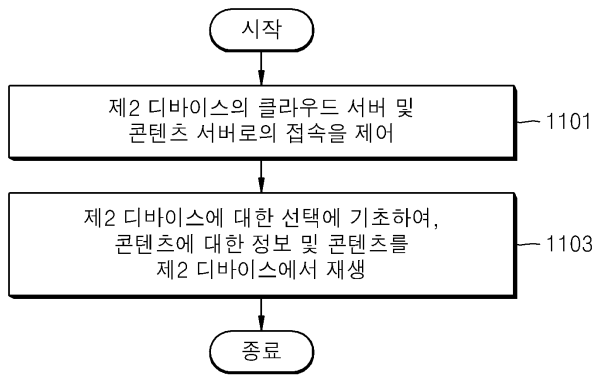 시작
제2 디바이스의 클라우드 서버 및
콘텐츠 서버로의 접속을 제어
1101
제2 디바이스에 대한 선택에 기초하여,
콘텐츠에 대한 정보 및 콘텐츠를
제2 디바이스에서 재생
1103
종료